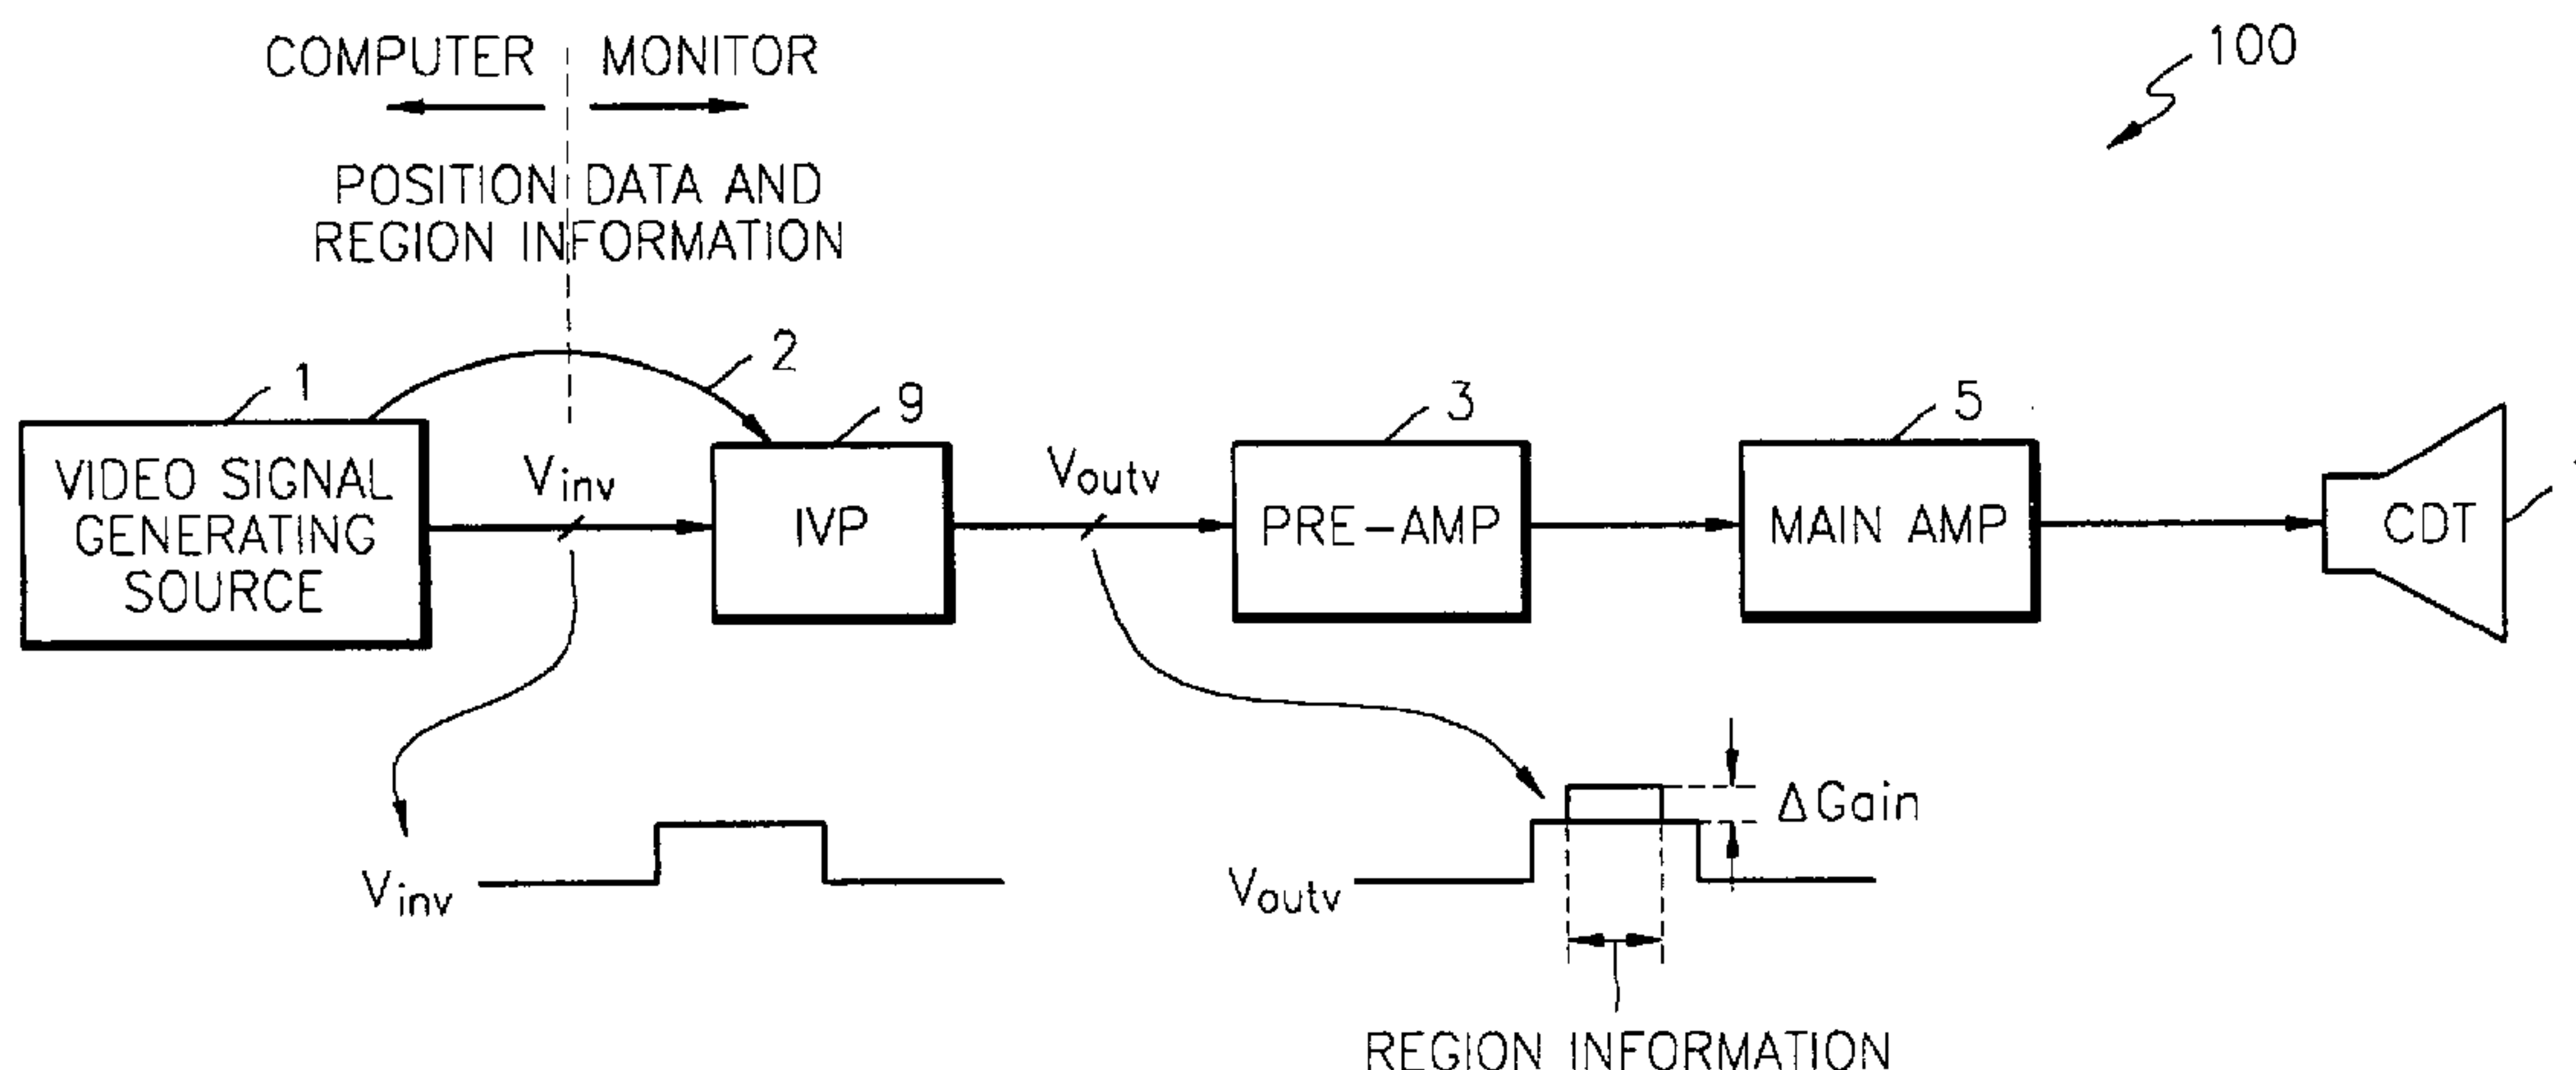 COMPUTER MONITOR
100
POSITION DATA AND
REGION INFORMATION
1
2
9
3
5
VIDEO SIGNAL
GENERATING
SOURCE
Vinv
IVP
Voutv
PRE-AMP
MAIN AMP
CDT
Vinv
Voutv
ΔGain
REGION INFORMATION